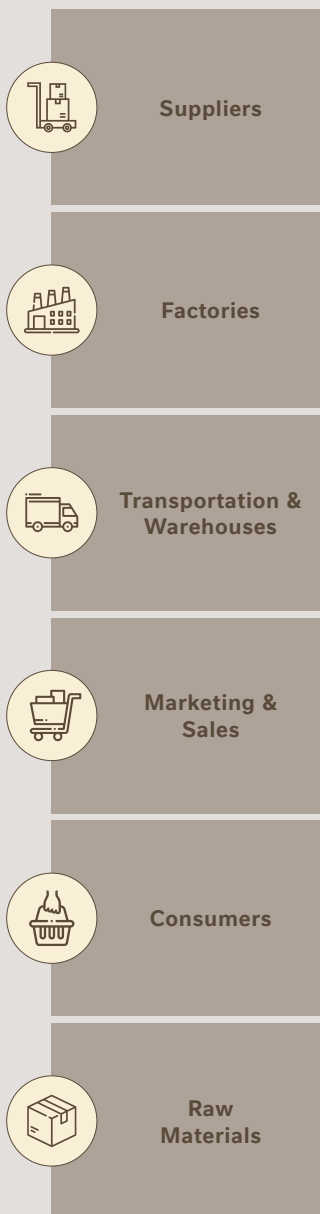 Suppliers
Factories
Transportation &
Warehouses
Marketing &
Sales
Consumers
Raw
Materials